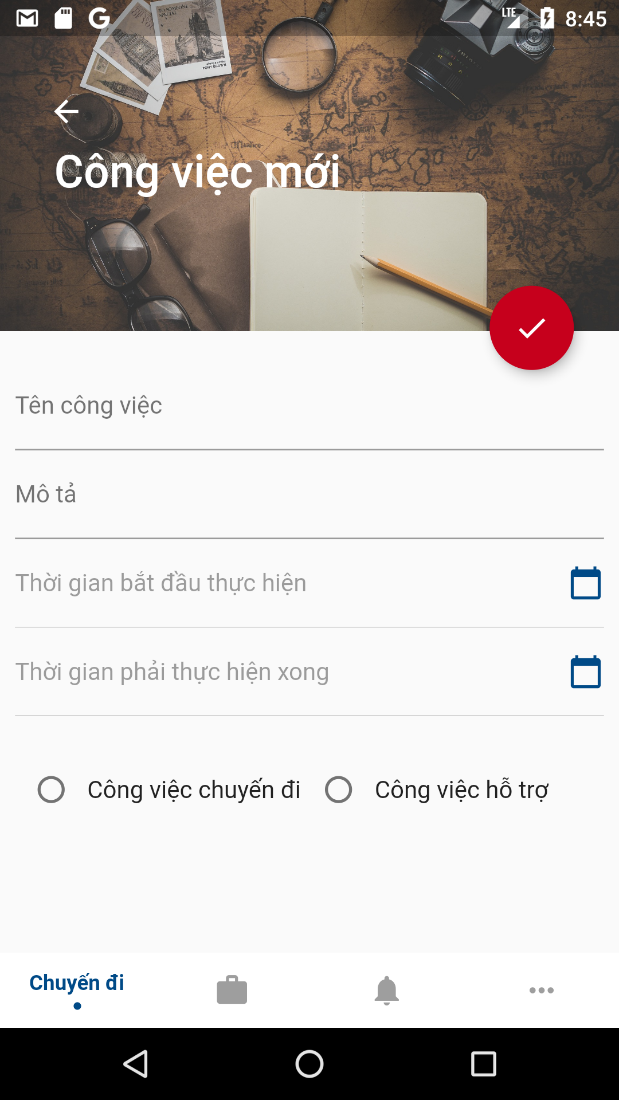 LTE 8:45
Công việc mới
Tên công việc
Mô tả
Thời gian bắt đầu thực hiện
Thời gian phải thực hiện xong
Công việc chuyến đi Công việc hỗ trợ
Chuyến đi